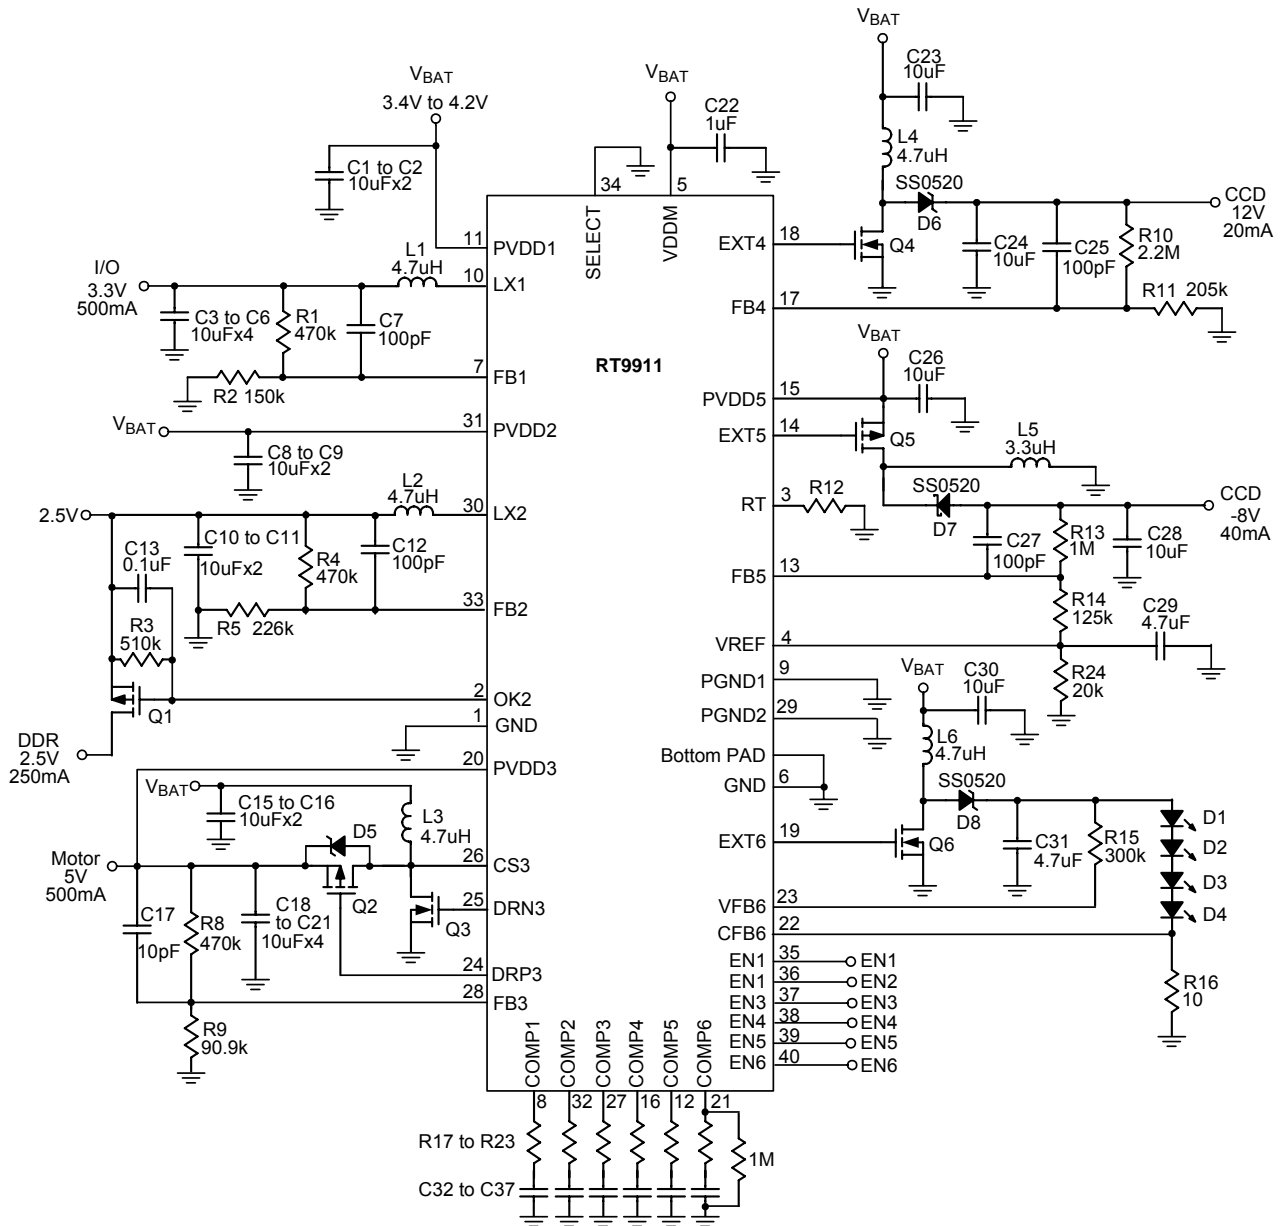 VBAT
3.4V to 4.2V
C1 to C2
10uFx2
11
PVDD1
I/O
3.3V
500mA
L1
4.7uH
10
LX1
C3 to C6
10uFx4
R1
470k
C7
100pF
7
FB1
R2 150k
VBAT
31
PVDD2
C8 to C9
10uFx2
L2
4.7uH
2.5V
30
LX2
C10 to C11
10uFx2
C13
0.1uF
R4
470k
C12
100pF
33
FB2
R5 226k
R3
510k
2
OK2
Q1
1
GND
DDR
2.5V
250mA
20
PVDD3
VBAT
C15 to C16
10uFx2
L3
4.7uH
D5
Motor
5V
500mA
26
CS3
C17
10pF
R8
470k
C18
to C21
10uFx4
Q2
25
DRN3
Q3
24
DRP3
28
FB3
R9
90.9k
RT9911
34
SELECT
VBAT
C22
1uF
5
VDDM
VBAT
C23
10uF
L4
4.7uH
SS0520
D6
CCD
12V
20mA
EXT4
18
Q4
C24
10uF
C25
100pF
R10
2.2M
FB4
17
R11 205k
VBAT
C26
10uF
PVDD5
15
EXT5
14
Q5
L5
3.3uH
RT
3
R12
SS0520
D7
CCD
-8V
40mA
C27
100pF
R13
1M
C28
10uF
FB5
13
R14
125k
C29
4.7uF
VREF
4
R24
20k
PGND1
9
PGND2
29
VBAT
C30
10uF
L6
4.7uH
Bottom PAD
GND
6
SS0520
D8
EXT6
19
Q6
C31
4.7uF
R15
300k
D1
D2
D3
D4
VFB6
23
CFB6
22
R16
10
EN1
35
EN1
EN1
36
EN2
EN3
37
EN3
EN4
38
EN4
EN5
39
EN5
EN6
40
EN6
COMP1
COMP2
COMP3
COMP4
COMP5
COMP6
8
32
27
16
12
21
R17 to R23
1M
C32 to C37